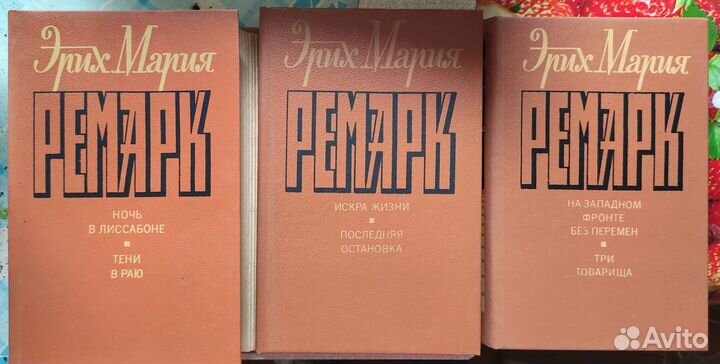 Эрих Мария
РЕМАРК
НОЧЬ
В ЛИССАБОНЕ
ТЕНИ
В РАЮ
Эрих Мария
РЕМАРК
ИСКРА ЖИЗНИ
ПОСЛЕДНЯЯ
ОСТАНОВКА
Эрих Мария
РЕМАРК
НА ЗАПАДНОМ
ФРОНТЕ
БЕЗ ПЕРЕМЕН
ТРИ
ТОВАРИЩА
Avito